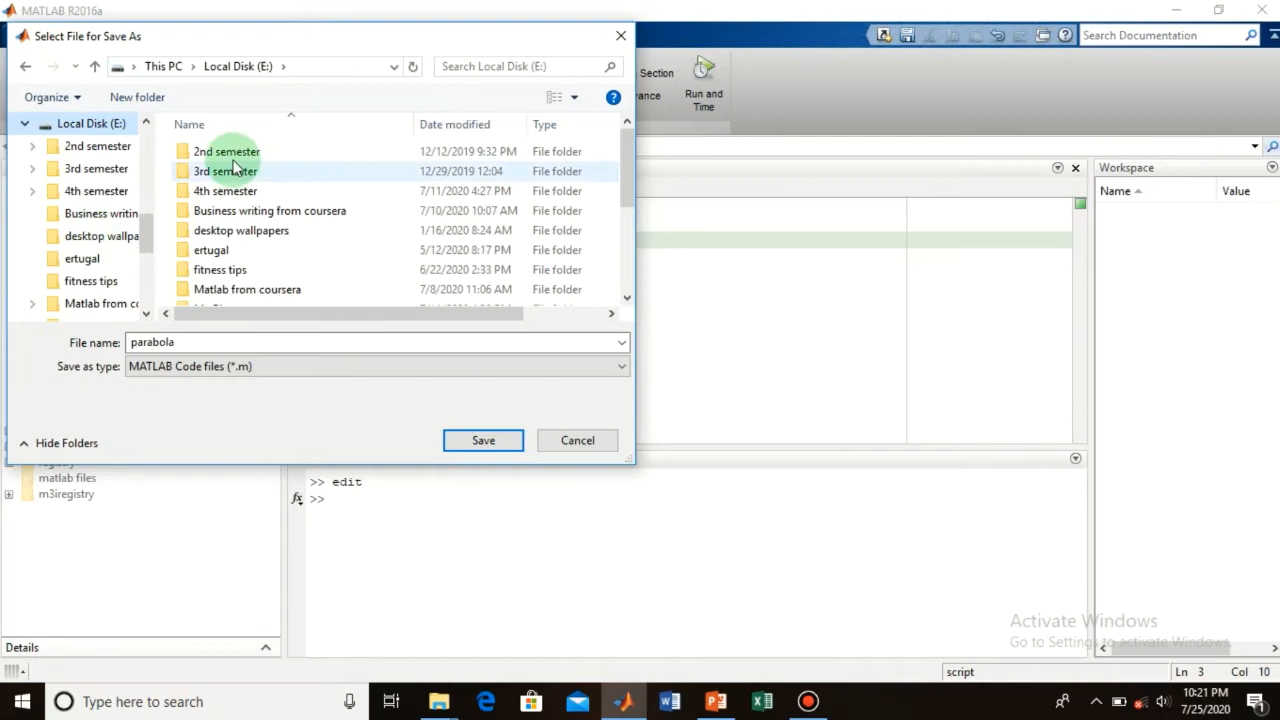 MATLAB R2016a
Select File for Save As
Search Documentation
This PC > Local Disk (E:) >
Search Local Disk (E:)
Section
Run and
Time
Organize
New folder
Local Disk (E:)
Name
Date modified
Type
2nd semester
2nd semester
12/12/2019 9:32 PM
File folder
3rd semester
3rd semester
12/29/2019 12:04
File folder
4th semester
4th semester
7/11/2020 4:27 PM
File folder
Business writin
Business writing from coursera
7/10/2020 10:07 AM
File folder
desktop wallpa
desktop wallpapers
1/16/2020 8:24 AM
File folder
ertugal
ertugal
5/12/2020 8:17 PM
File folder
fitness tips
fitness tips
6/22/2020 2:33 PM
File folder
Matlab from cc
Matlab from coursera
7/8/2020 11:06 AM
File folder
File name:
parabola
Save as type:
MATLAB Code files (*.m)
Hide Folders
Save
Cancel
Workspace
Name
Value
matlab files
m3iregistry
>> edit
fx >>
Details
Activate Windows
Go to Settings to activate Windows.
script
Ln 3 Col 10
Type here to search
10:21 PM
7/25/2020
1